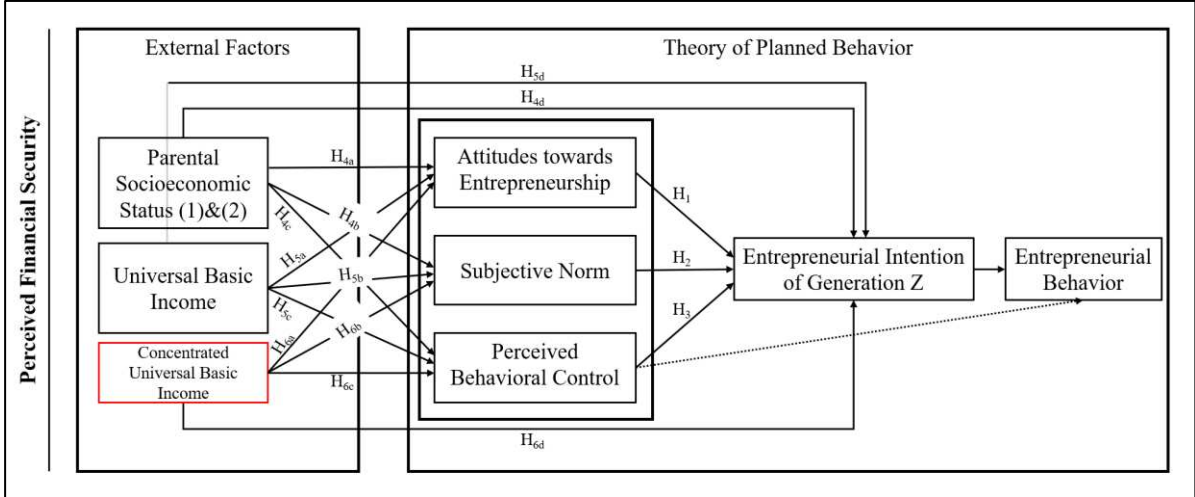 Perceived Financial Security
External Factors
Theory of Planned Behavior
H5d
H4d
Parental
Socioeconomic
Status (1)&(2)
Universal Basic
Income
Concentrated
Universal Basic
Income
H4a
H4b
H4c
H5a
H5b
H5c
H6a
H6b
H6c
Attitudes towards
Entrepreneurship
Subjective Norm
Perceived
Behavioral Control
H1
H2
H3
Entrepreneurial Intention
of Generation Z
Entrepreneurial
Behavior
H6d